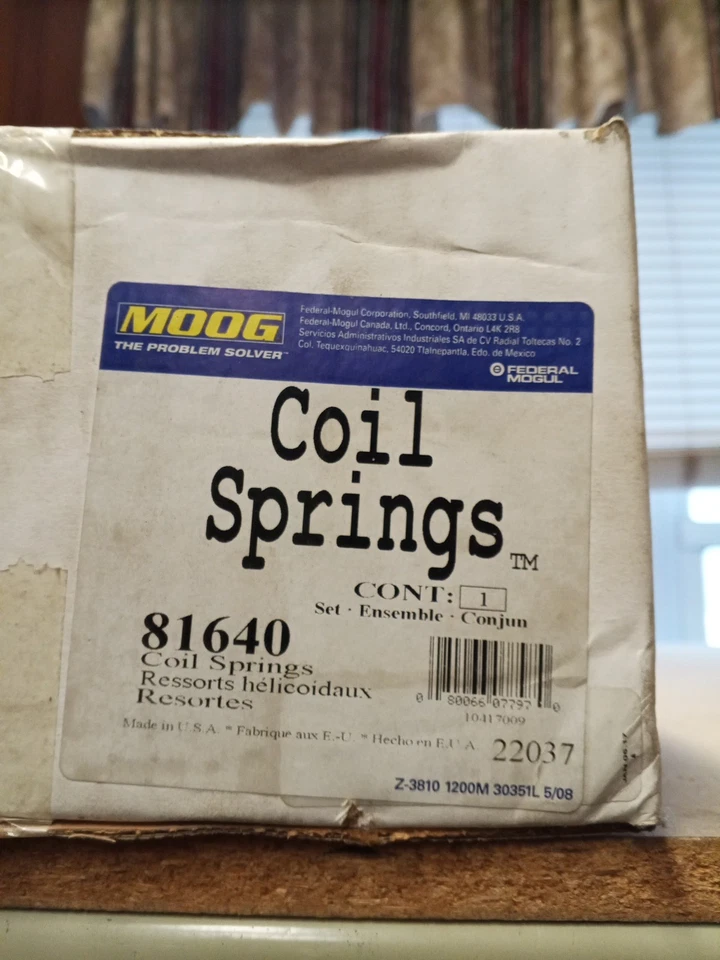 MOOG
THE PROBLEM SOLVER™
Federal-Mogul Corporation, Southfield, MI 48033 U.S.A.
Federal-Mogul Canada, Ltd., Concord, Ontario L4K 2R8
Servicios Administrativos Industriales SA de CV Radial Toltecas No. 2
Col. Tequexquinahuac, 54020 Tlalnepantla, Edo. de Mexico
FEDERAL
MOGUL
Coil
Springs™
CONT: 1
Set · Ensemble · Conjun
81640
Coil Springs
Ressorts hélicoidaux
Resortes
0 80066 07797 0
10417009
Made in U.S.A. * Fabrique aux E.-U. * Hecho en E.U.A.
22037
Z-3810 1200M 30351L 5/08